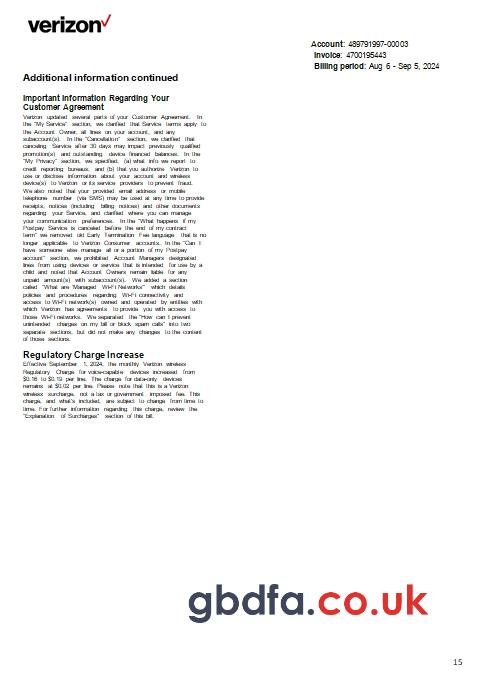 verizon
Account: 489791997-00003
Invoice: 4700195443
Billing period: Aug 6 - Sep 5, 2024
Additional information continued
Important Information Regarding Your
Customer Agreement
Verizon updated several parts of your Customer Agreement. In
the "My Service" section, we clarified that Service terms apply to
the Account Owner, all lines on your account, and any
subaccount(s). In the "Cancellation" section, we clarified that
canceling Service after 30 days may impact previously qualified
promotion(s) and outstanding device financed balances. In the
"My Privacy" section, we specified, (a) what info we report to
credit reporting bureaus, and (b) that you authorize Verizon to
use or disclose information about your account and wireless
device(s) to Verizon or its service providers to prevent fraud.
We also noted that your provided email address or mobile
telephone number (via SMS) may be used at any time to provide
receipts, notices (including billing notices) and other documents
regarding your Service, and clarified where you can manage
your communication preferences. In the "What happens if my
Postpay Service is canceled before the end of my contract
term" we removed old Early Termination Fee language that is no
longer applicable to Verizon Consumer accounts. In the "Can I
have someone else manage all or a portion of my Postpay
account" section, we prohibited Account Managers designated
lines from using devices or service that is intended for use by a
child and noted that Account Owners remain liable for any
unpaid amount(s) with subaccount(s). We added a section
called "What are 'Managed Wi-Fi Networks'" which details
policies and procedures regarding Wi-Fi connectivity and
access to Wi-Fi network(s) owned and operated by entities with
which Verizon has agreements to provide you with access to
those Wi-Fi networks. We separated the "How can I prevent
unintended charges on my bill or block spam calls" into two
separate sections, but did not make any changes to the content
of those sections.
Regulatory Charge Increase
Effective September 1, 2024, the monthly Verizon wireless
Regulatory Charge for voice-capable devices increased from
$0.16 to $0.19 per line. The charge for data-only devices
remains at $0.02 per line. Please note that this is a Verizon
wireless surcharge, not a tax or government imposed fee. This
charge, and what's included, are subject to change from time to
time. For further information regarding this charge, review the
"Explanation of Surcharges" section of this bill.
gbdfa.co.uk
15